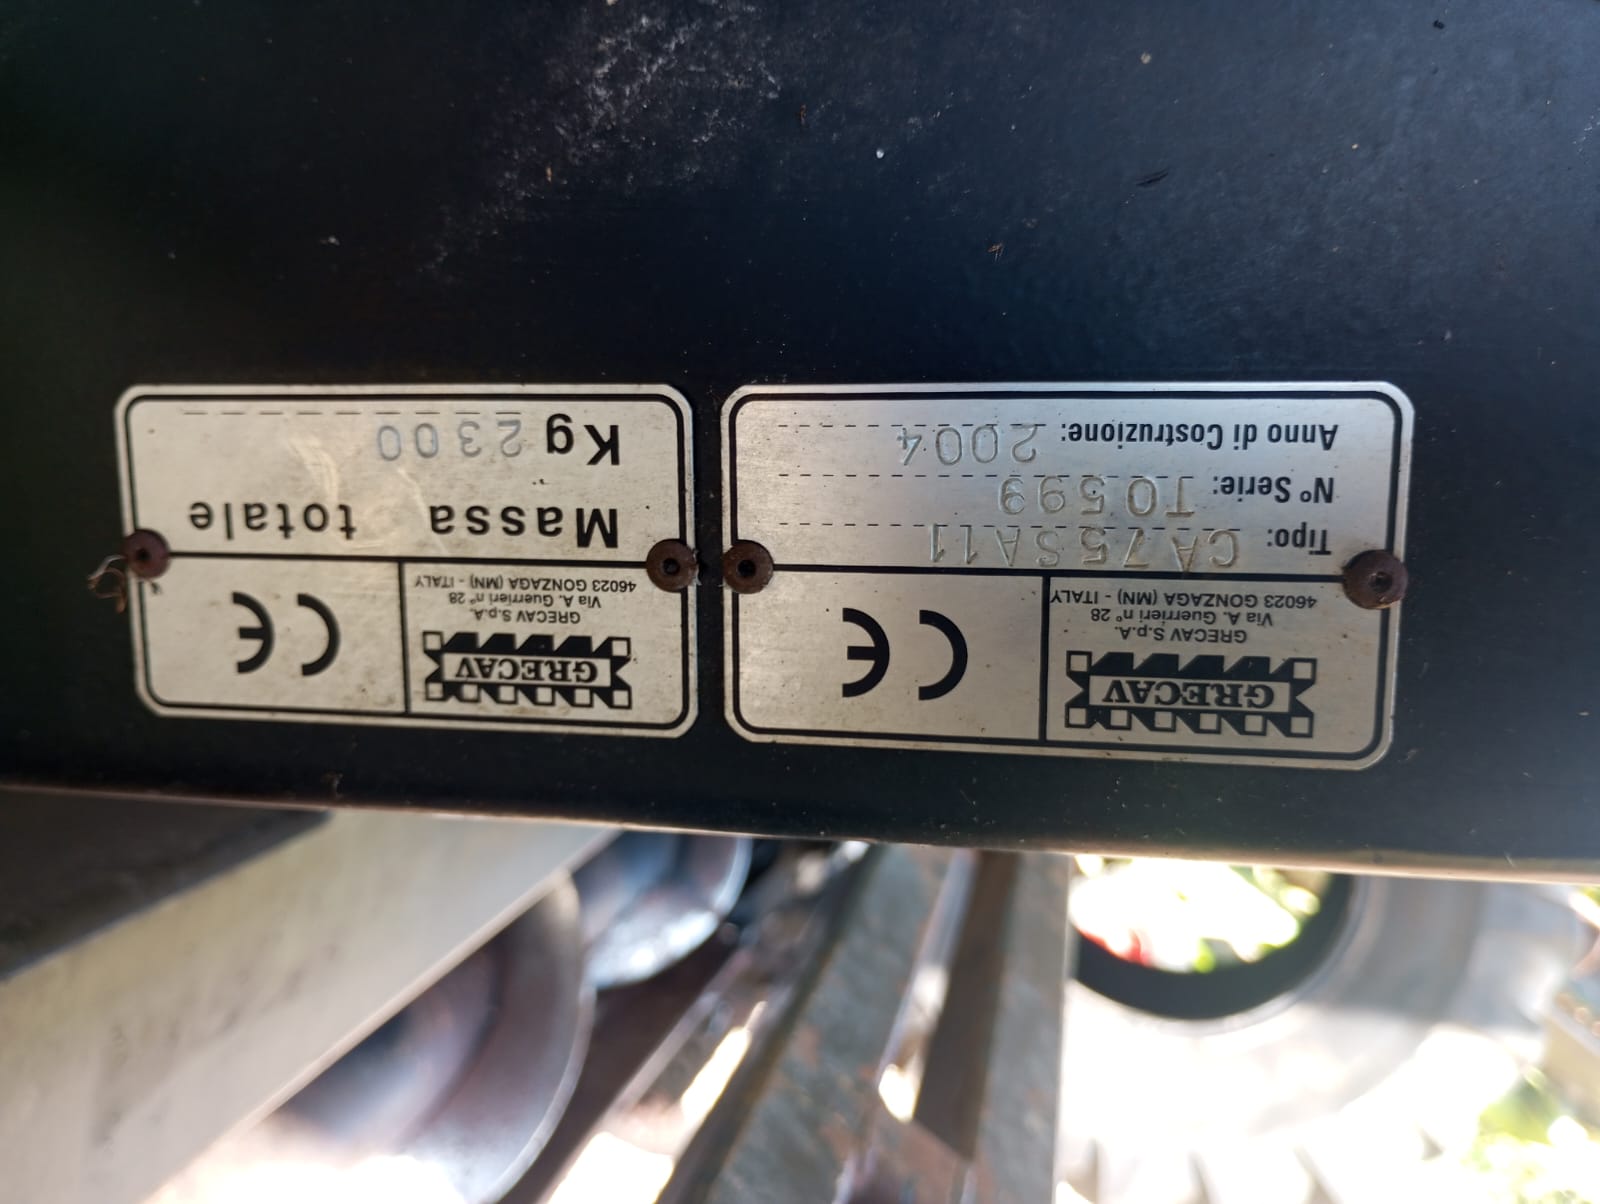 GRECAV
GRECAV S.p.A.
Via A. Guerrieri n° 28
46023 GONZAGA (MN) - ITALY
CE
Tipo: CA75SA11
N° Serie: 10599
Anno di Costruzione: 2004
GRECAV
GRECAV S.p.A.
Via A. Guerrieri n° 28
46023 GONZAGA (MN) - ITALY
CE
Massa totale
Kg 2300